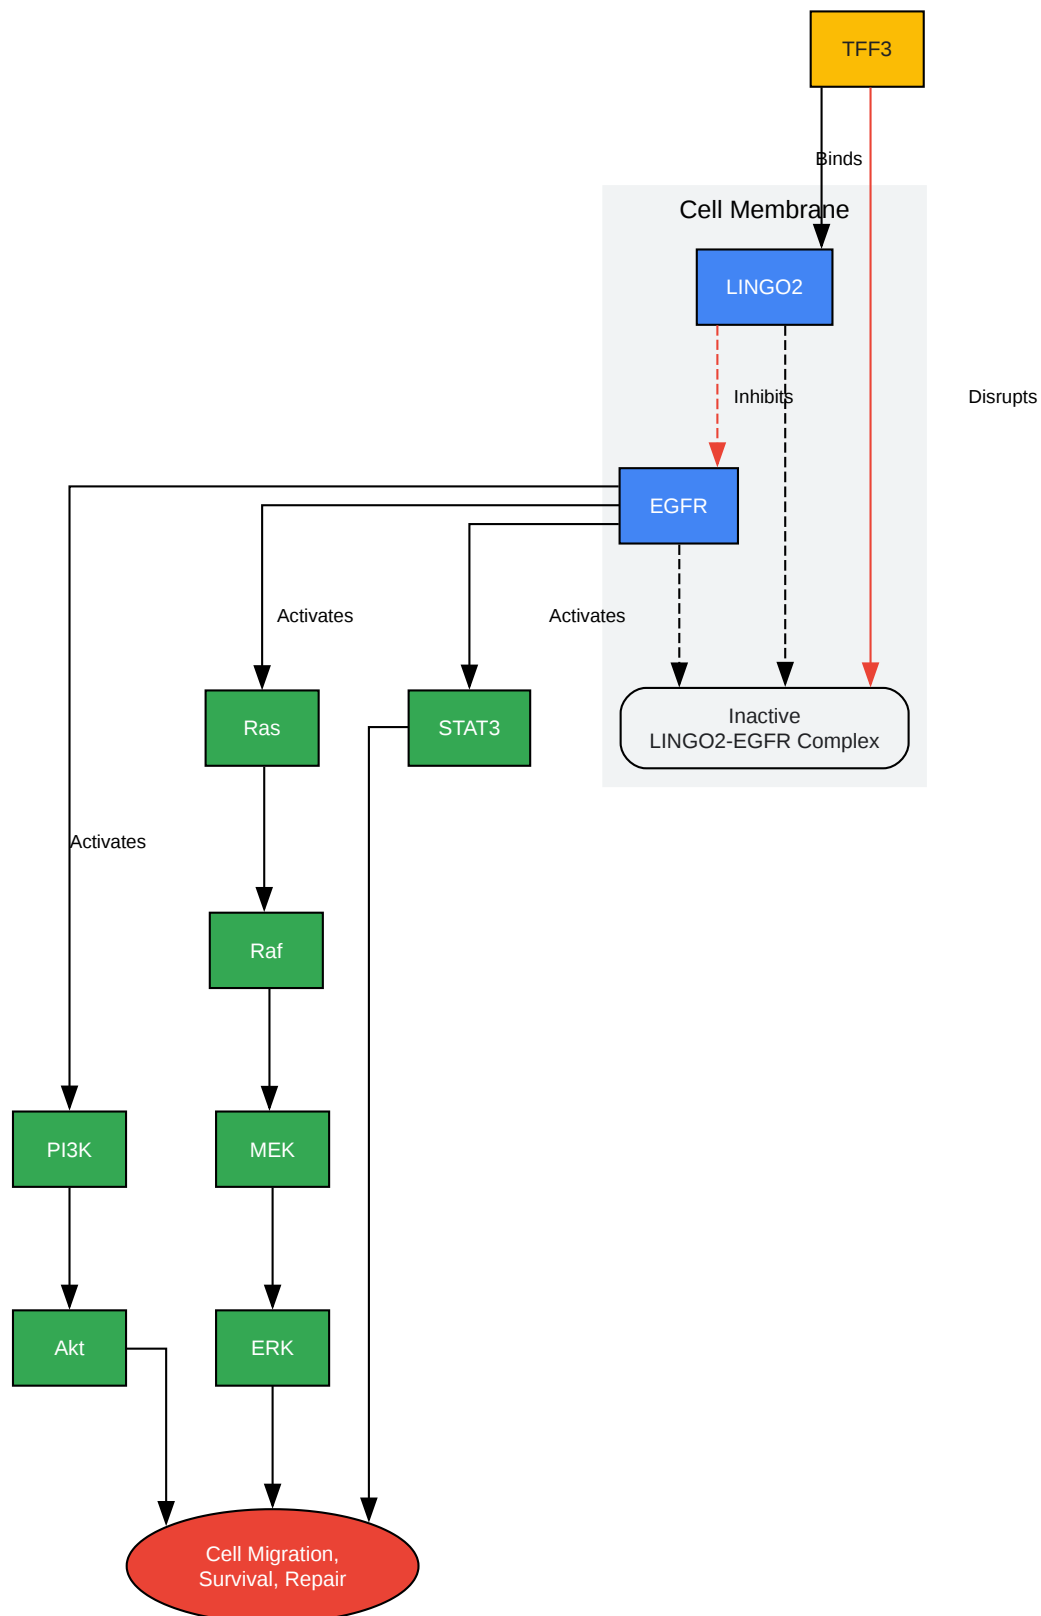 TFF3
Binds
Cell Membrane
LINGO2
Inhibits
Disrupts
EGFR
Activates
Activates
Inactive
LINGO2-EGFR Complex
Ras
STAT3
Activates
Raf
PI3K
MEK
Akt
ERK
Cell Migration,
Survival, Repair